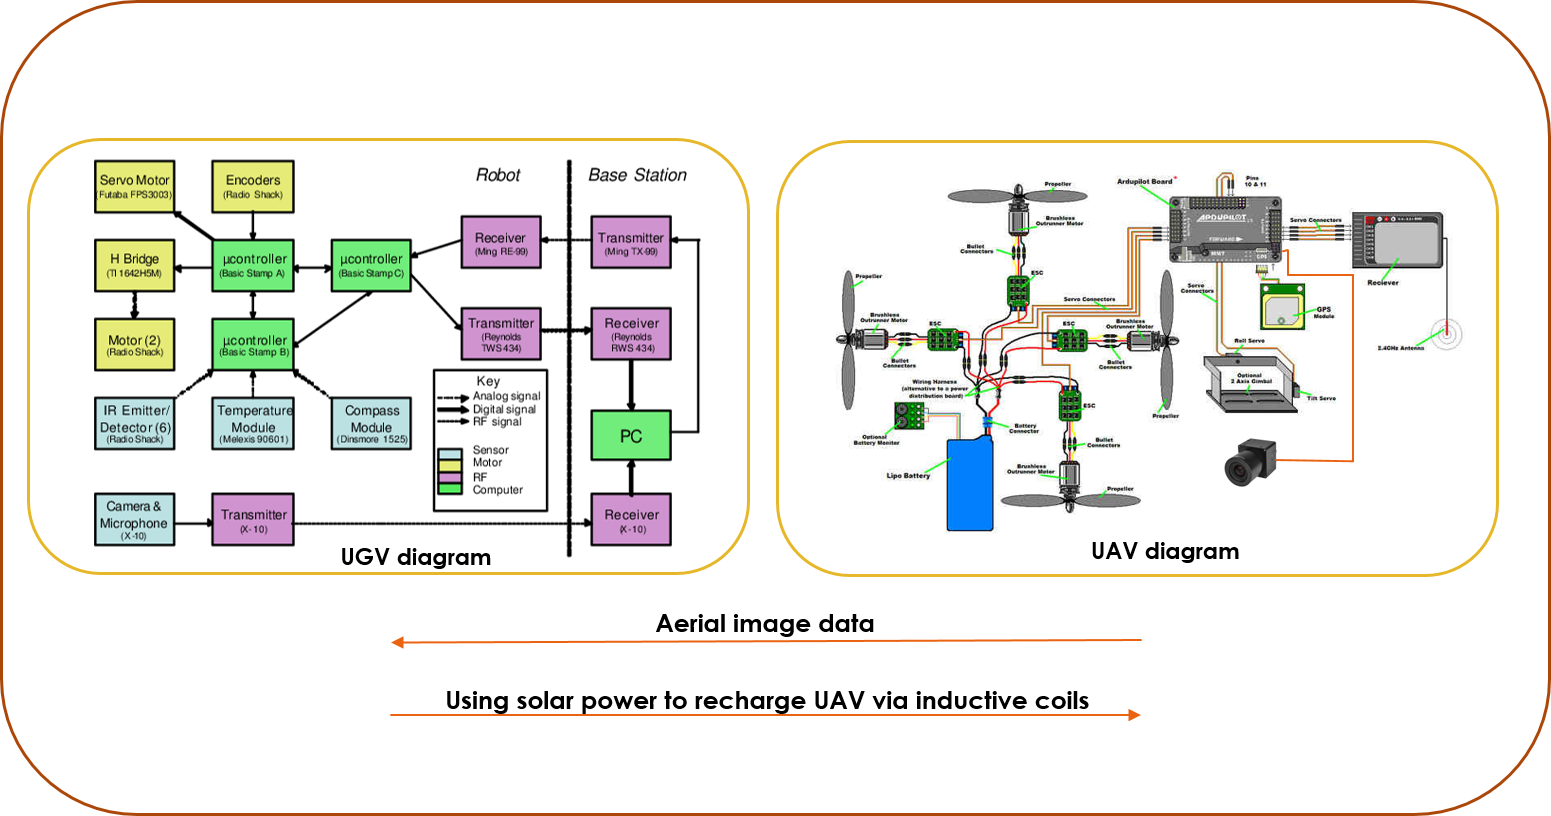 Robot
Base Station
Servo Motor
(Futaba FPS3003)
Encoders
(Radio Shack)
H Bridge
(TI 1642H5M)
µcontroller
(Basic Stamp A)
µcontroller
(Basic Stamp C)
Receiver
(Ming RE-99)
Transmitter
(Ming TX-99)
Motor (2)
(Radio Shack)
µcontroller
(Basic Stamp B)
Transmitter
(Reynolds
TWS 434)
Receiver
(Reynolds
RWS 434)
IR Emitter/
Detector (6)
(Radio Shack)
Temperature
Module
(Melexis 90601)
Compass
Module
(Dinsmore 1525)
Key
Analog signal
Digital signal
RF signal
Sensor
Motor
RF
Computer
PC
Camera &
Microphone
(X-10)
Transmitter
(X-10)
Receiver
(X-10)
UGV diagram
Propeller
Brushless
Outrunner Motor
Bullet
Connectors
ESC
Ardupilot Board *
Pins
10 & 11
ARDUPILOT
FORWARD
GPS
Servo Connectors
Reciever
2.4GHz Antenna
GPS
Module
Servo
Connectors
Servo Connectors
Roll Servo
Optional
2 Axis Gimbal
Tilt Servo
Propeller
Brushless
Outrunner Motor
Bullet
Connectors
ESC
ESC
Brushless
Outrunner Motor
Bullet
Connectors
Propeller
Wiring Harness
(alternative to a power
distribution board)
Optional
Battery Monitor
Battery
Connector
Lipo Battery
ESC
Bullet
Connectors
Brushless
Outrunner Motor
Propeller
UAV diagram
Aerial image data
Using solar power to recharge UAV via inductive coils